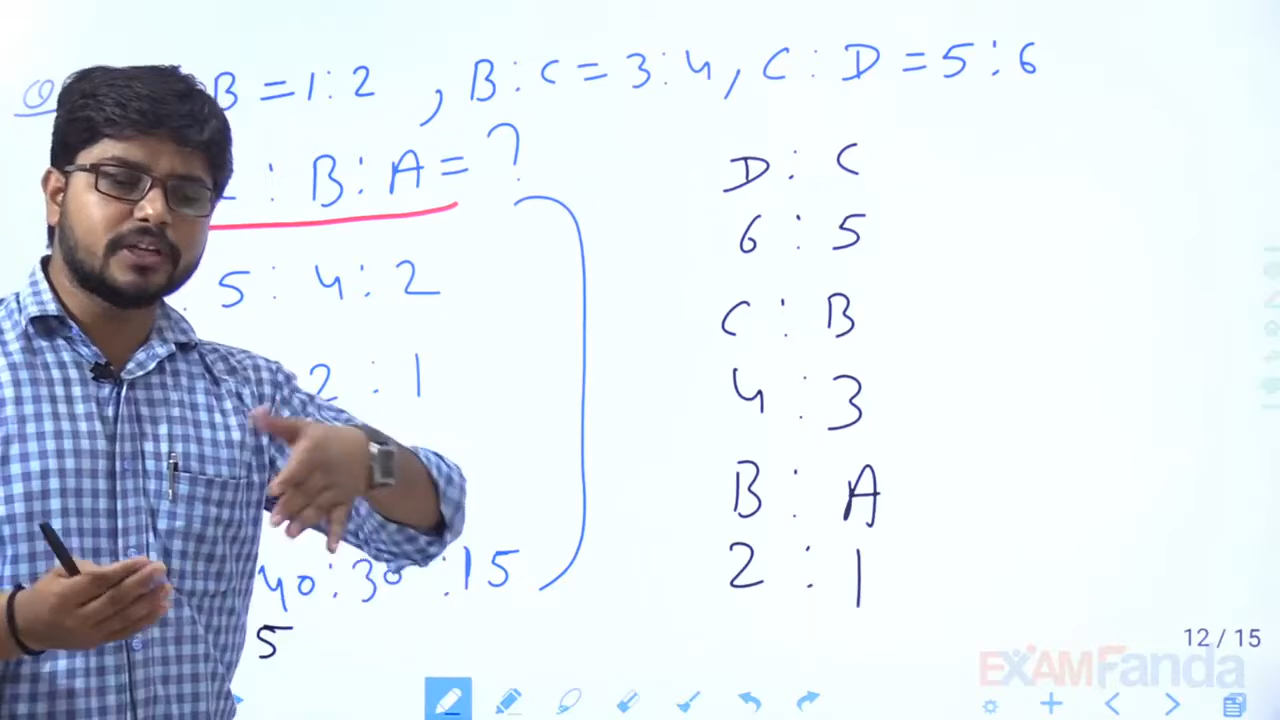 B = 1 : 2 , B : C = 3 : 4 , C : D = 5 : 6
: B : A = ?
5 : 4 : 2
2 : 1
40 : 30 : 15
5
D : C
6 : 5
C : B
4 : 3
B : A
2 : 1
12 / 15
EXAMFanda